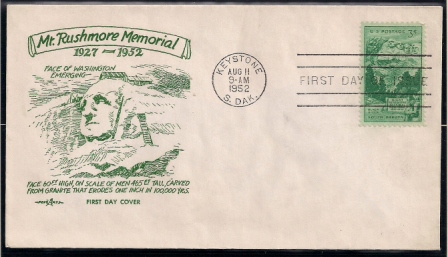 Mt. Rushmore Memorial
1927 — 1952
FACE OF WASHINGTON
EMERGING—
FACE 60 FT HIGH, ON SCALE OF MEN 465 FT TALL, CARVED
FROM GRANITE THAT ERODES ONE INCH IN 100,000 YRS.
FIRST DAY COVER
KEYSTONE
AUG 11
9-AM
1952
S. DAK.
FIRST DAY OF ISSUE
U.S. POSTAGE 3¢